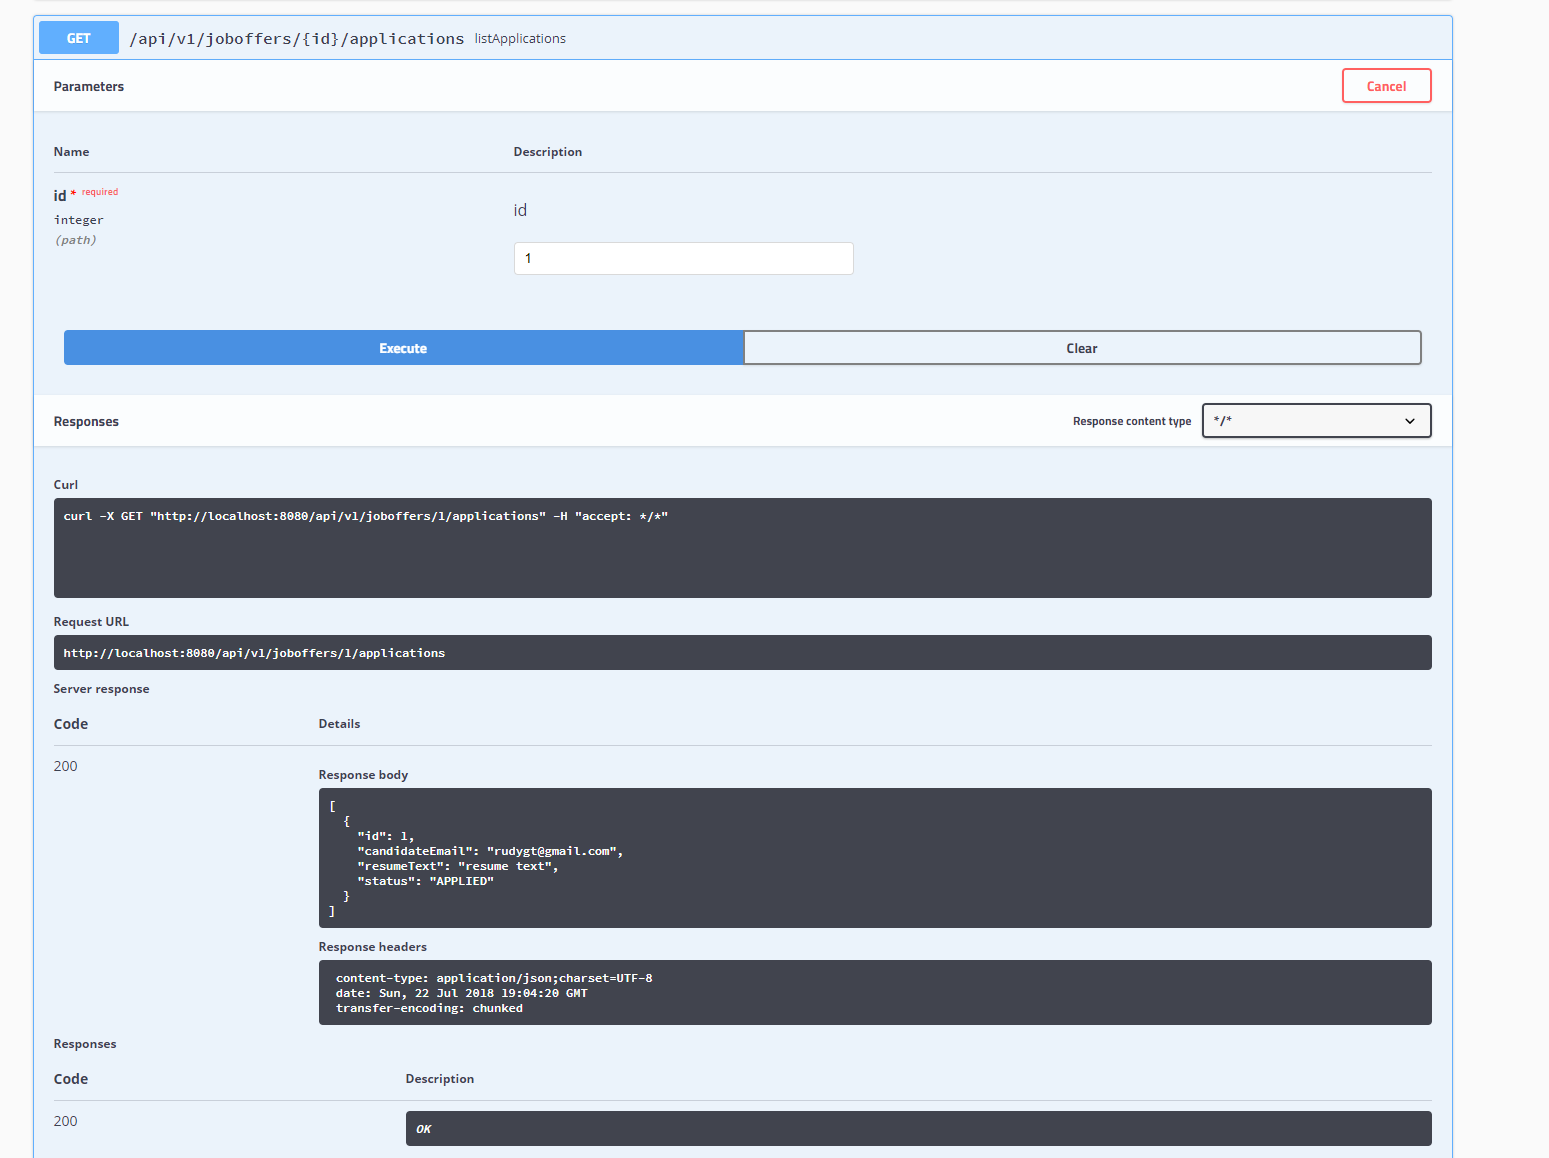 GET /api/v1/joboffers/{id}/applications listApplications
Parameters
Cancel
Name Description
id * required
integer
(path)
id
1
Execute Clear
Responses Response content type */*
Curl
curl -X GET "http://localhost:8080/api/v1/joboffers/1/applications" -H "accept: */*"
Request URL
http://localhost:8080/api/v1/joboffers/1/applications
Server response
Code Details
200
Response body
[
  {
    "id": 1,
    "candidateEmail": "rudygt@gmail.com",
    "resumeText": "resume text",
    "status": "APPLIED"
  }
]
Response headers
content-type: application/json;charset=UTF-8
date: Sun, 22 Jul 2018 19:04:20 GMT
transfer-encoding: chunked
Responses
Code Description
200 OK